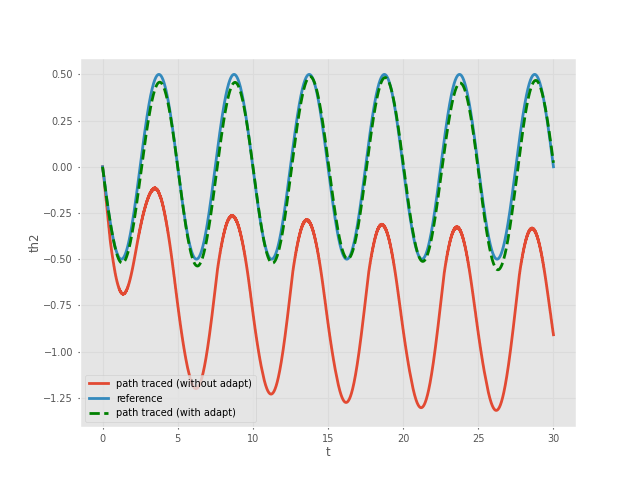 0.50
0.25
0.00
−0.25
−0.50
−0.75
−1.00
−1.25
th2
path traced (without adapt)
reference
path traced (with adapt)
0 5 10 15 20 25 30
t